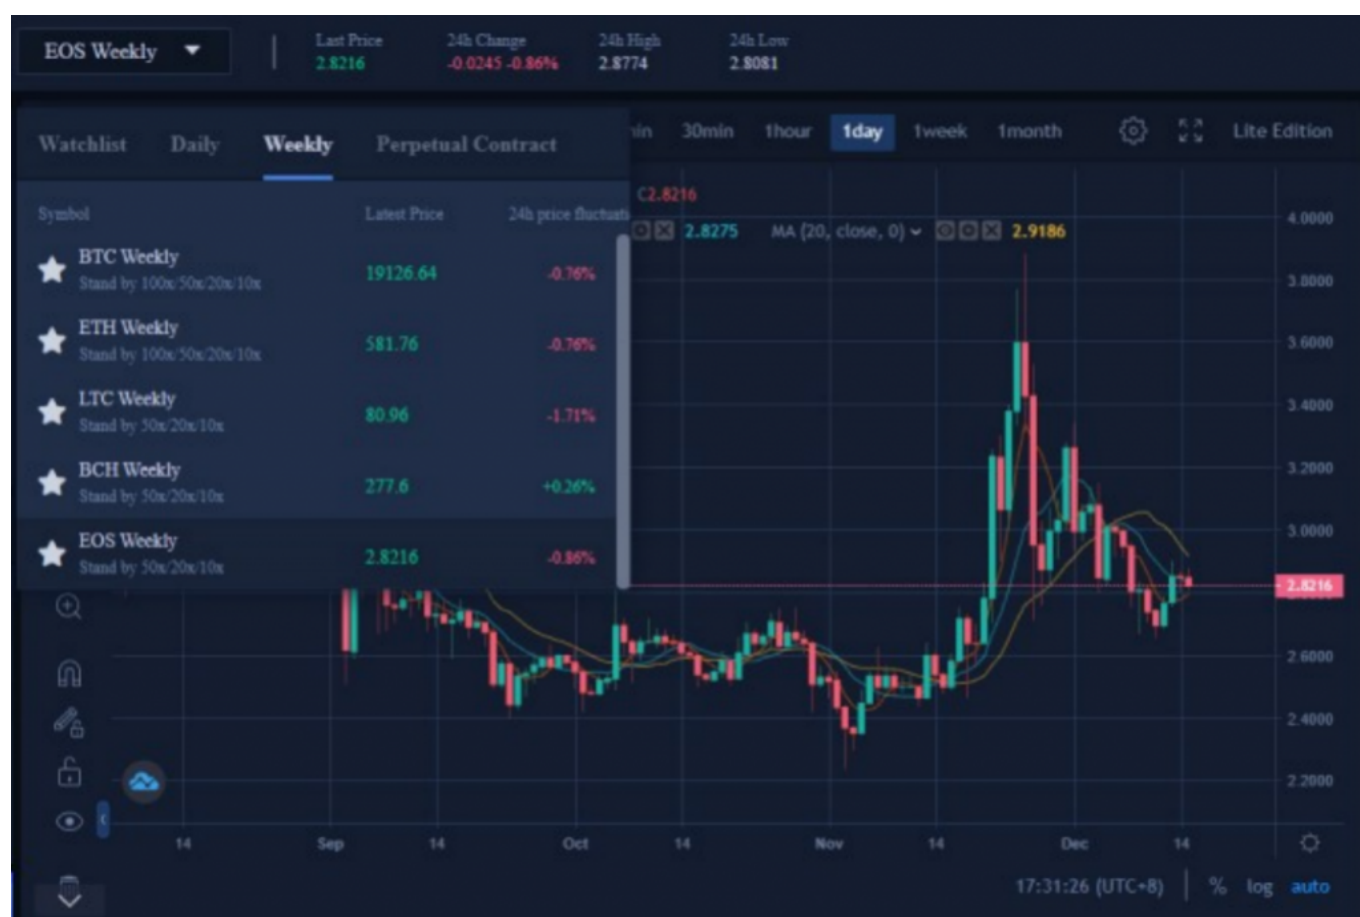 EOS Weekly
Last Price 24h Change 24h High 24h Low
2.8216 -0.0245 -0.86% 2.8774 2.8081
Watchlist Daily Weekly Perpetual Contract
30min 1hour 1day 1week 1month Lite Edition
Symbol Latest Price 24h price
C2.8216
2.8275 MA (20, close, 0) 2.9186
BTC Weekly
Stand by 100x/50x/20x/10x
19126.64 -0.76%
ETH Weekly
Stand by 100x/50x/20x/10x
581.76 -0.76%
LTC Weekly
Stand by 50x/20x/10x
80.96 -1.71%
BCH Weekly
Stand by 50x/20x/10x
277.6 +0.26%
EOS Weekly
Stand by 50x/20x/10x
2.8216 -0.86%
4.0000
3.8000
3.6000
3.4000
3.2000
3.0000
2.8216
2.6000
2.4000
2.2000
14 Sep 14 Oct 14 Nov 14 Dec 14
17:31:26 (UTC+8) % log auto